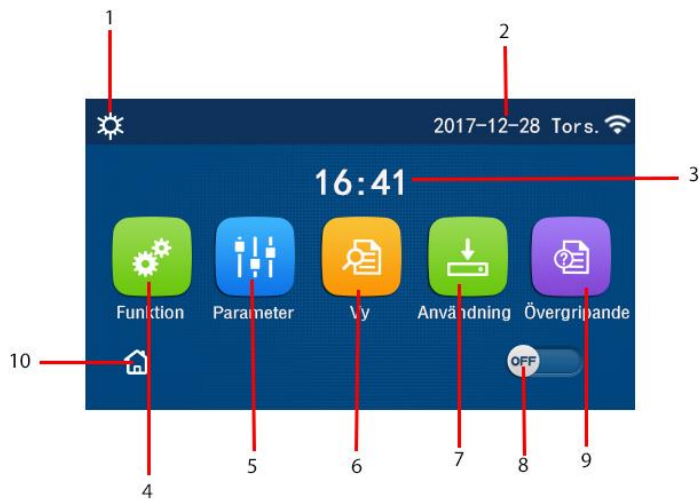 1
2
2017-12-28 Tors.
16:41
3
Funktion
Parameter
Vy
Användning
Övergripande
10
OFF
4
5
6
7
8
9